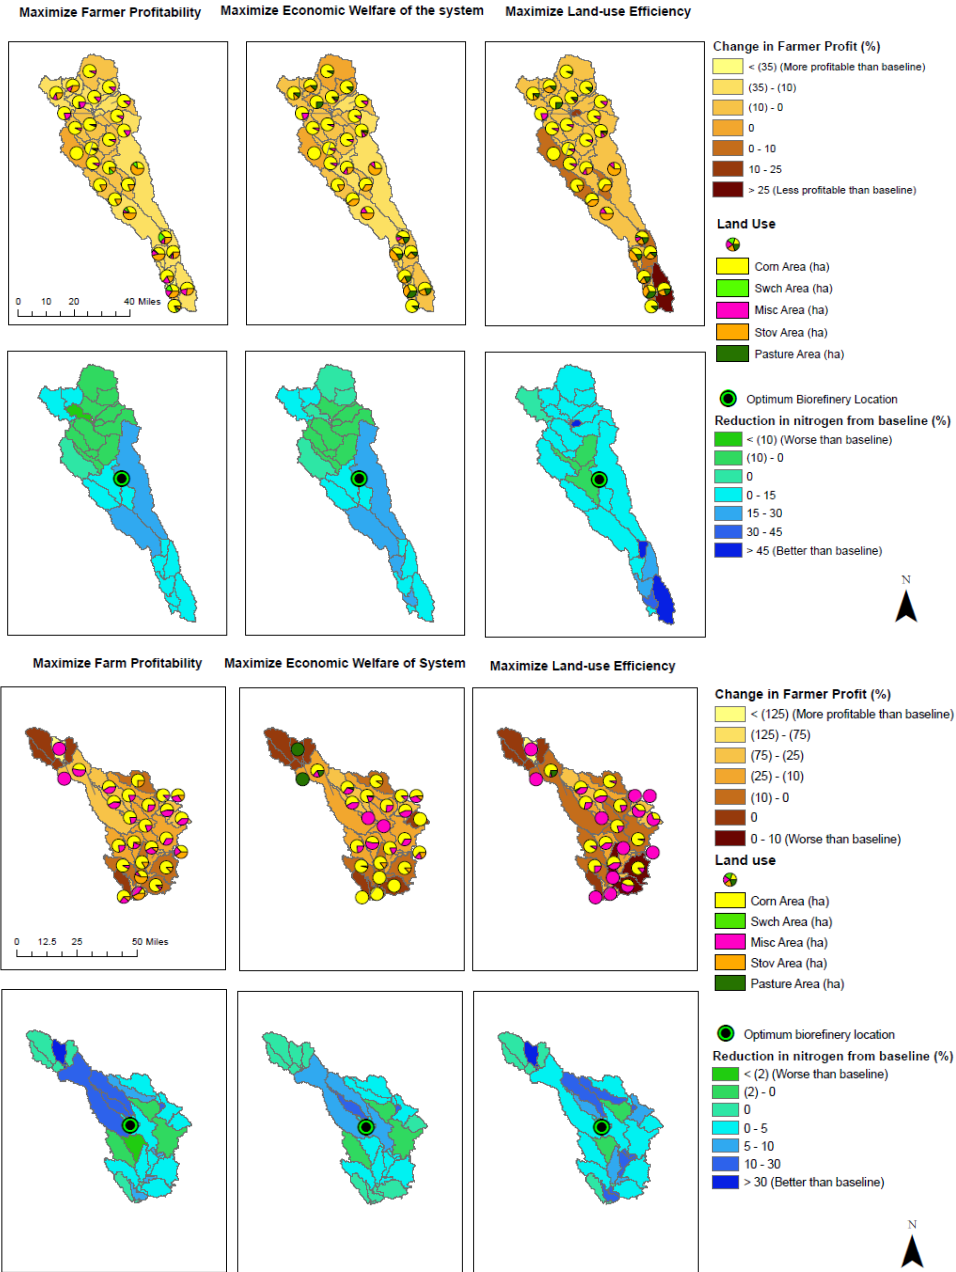 Maximize Farmer Profitability
Maximize Economic Welfare of the system
Maximize Land-use Efficiency
Change in Farmer Profit (%)
< (35) (More profitable than baseline)
(35) - (10)
(10) - 0
0
0 - 10
10 - 25
> 25 (Less profitable than baseline)
Land Use
Corn Area (ha)
Swch Area (ha)
Misc Area (ha)
Stov Area (ha)
Pasture Area (ha)
0 10 20 40 Miles
Optimum Biorefinery Location
Reduction in nitrogen from baseline (%)
< (10) (Worse than baseline)
(10) - 0
0
0 - 15
15 - 30
30 - 45
> 45 (Better than baseline)
N
Maximize Farm Profitability
Maximize Economic Welfare of System
Maximize Land-use Efficiency
Change in Farmer Profit (%)
< (125) (More profitable than baseline)
(125) - (75)
(75) - (25)
(25) - (10)
(10) - 0
0
0 - 10 (Worse than baseline)
Land use
Corn Area (ha)
Swch Area (ha)
Misc Area (ha)
Stov Area (ha)
Pasture Area (ha)
0 12.5 25 50 Miles
Optimum biorefinery location
Reduction in nitrogen from baseline (%)
< (2) (Worse than baseline)
(2) - 0
0
0 - 5
5 - 10
10 - 30
> 30 (Better than baseline)
N